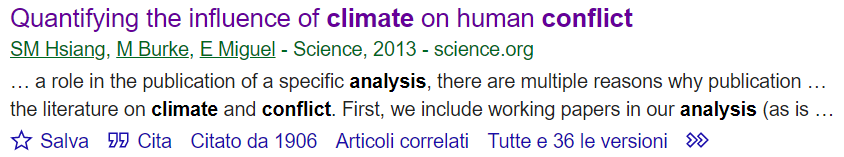 Quantifying the influence of climate on human conflict
SM Hsiang, M Burke, E Miguel - Science, 2013 - science.org
… a role in the publication of a specific analysis, there are multiple reasons why publication …
the literature on climate and conflict. First, we include working papers in our analysis (as is …
Salva Cita Citato da 1906 Articoli correlati Tutte e 36 le versioni